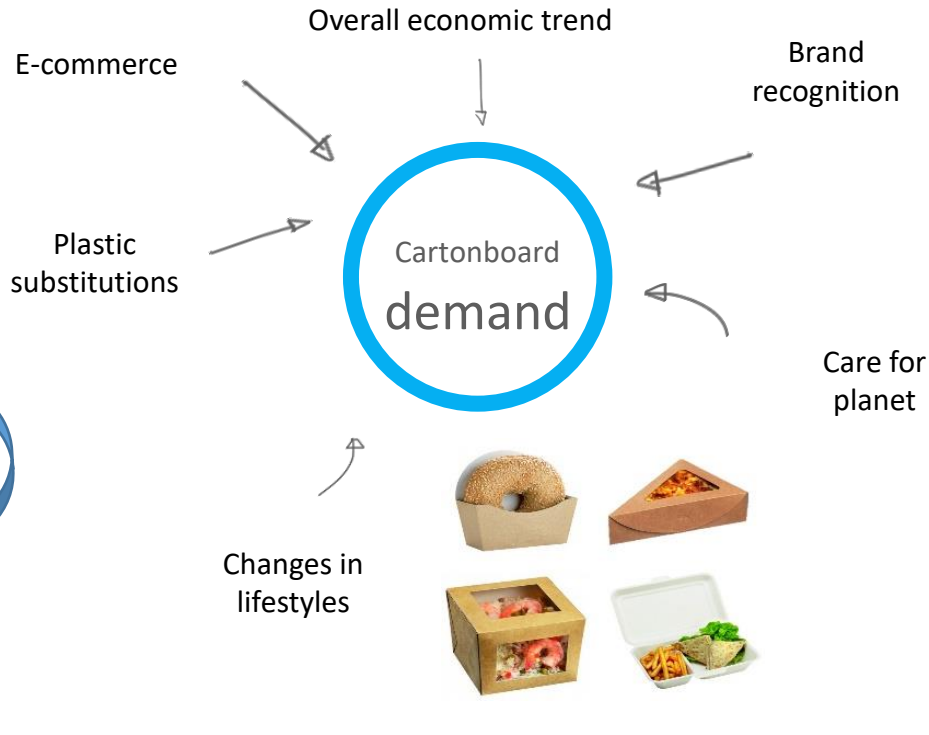 Overall economic trend
E-commerce
Brand
recognition
Plastic
substitutions
Cartonboard
demand
Care for
planet
Changes in
lifestyles